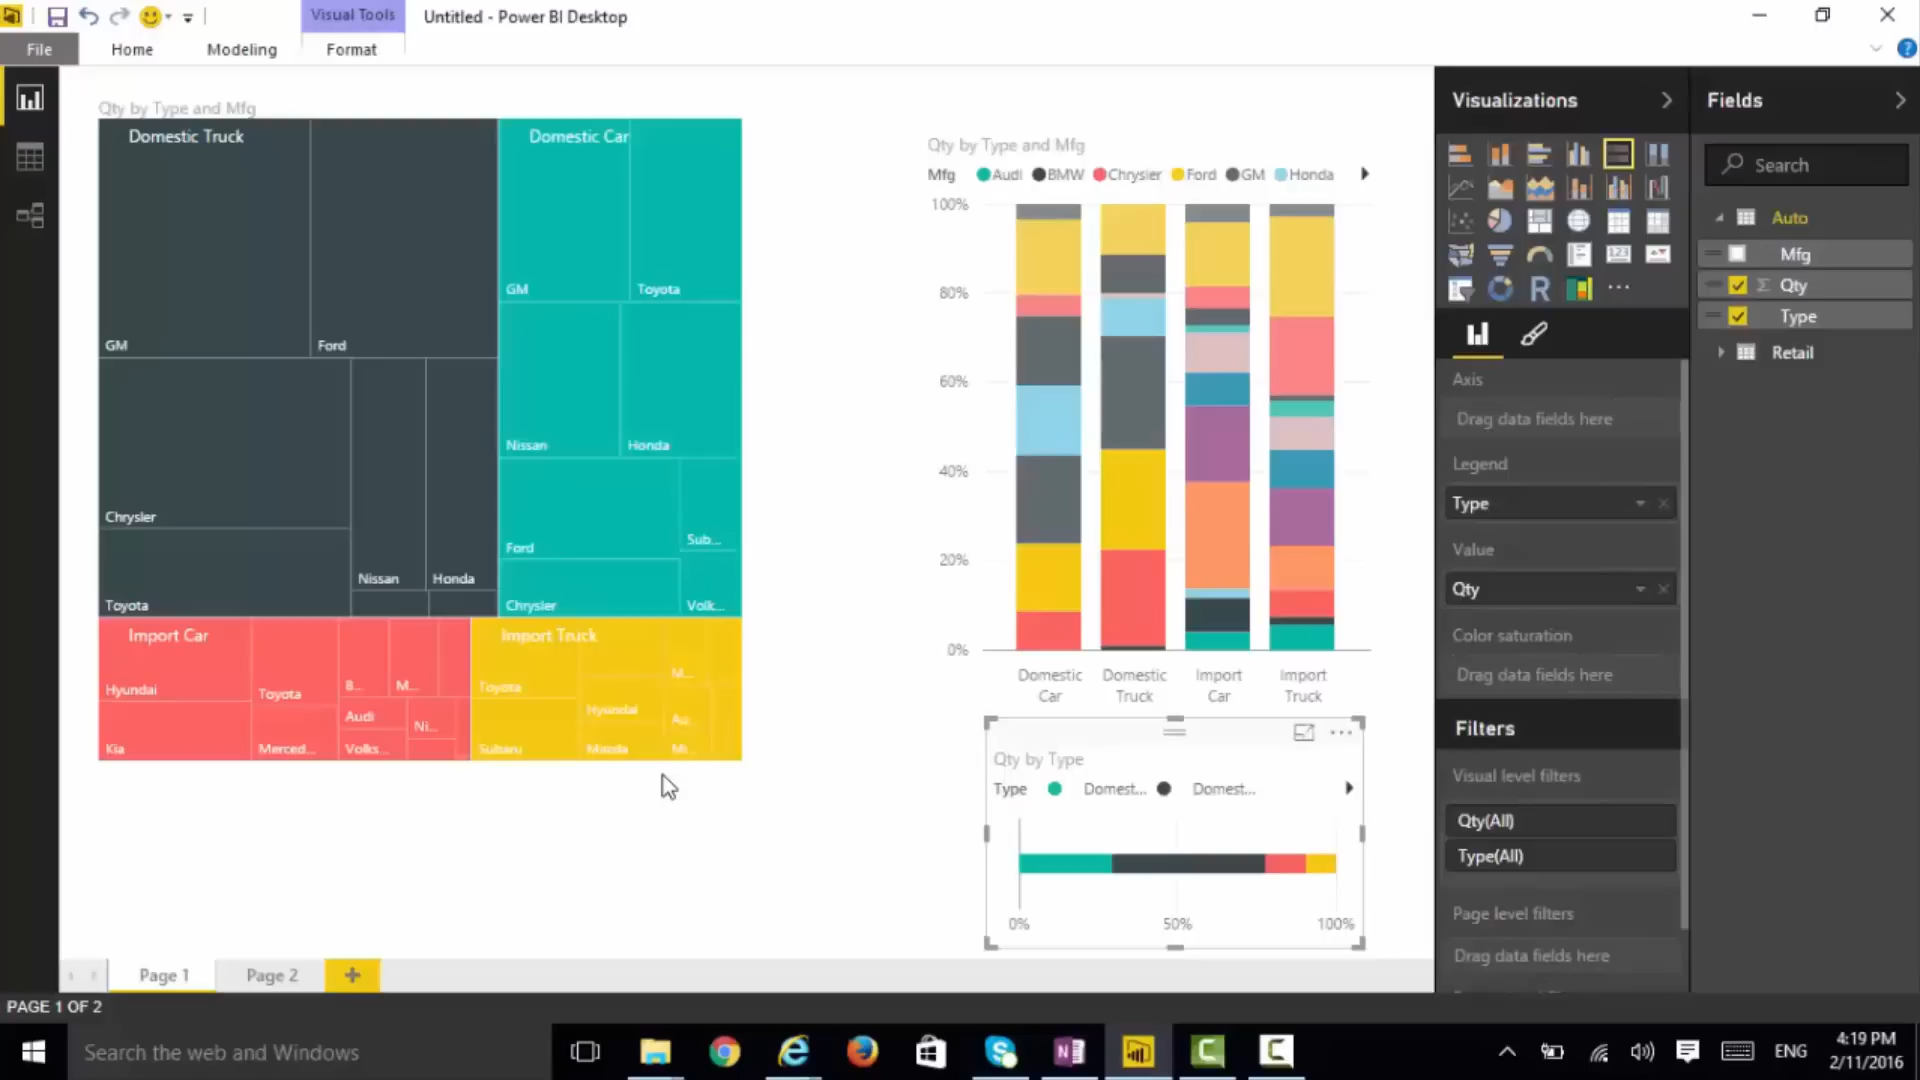 Visual Tools
Untitled - Power BI Desktop
File
Home
Modeling
Format
Qty by Type and Mfg
Domestic Truck
Domestic Car
GM
Ford
GM
Toyota
Nissan
Honda
Chrysler
Ford
Sub...
Nissan
Honda
Toyota
Chrysler
Volk...
Import Car
Import Truck
Hyundai
Toyota
B...
M...
Toyota
M...
Hyundai
Audi
Ni...
Au...
Kia
Merced...
Volks...
Subaru
Mazda
Mi...
Qty by Type and Mfg
Mfg Audi BMW Chrysler Ford GM Honda
100%
80%
60%
40%
20%
0%
Domestic Car
Domestic Truck
Import Car
Import Truck
Qty by Type
Type Domest... Domest...
0% 50% 100%
Visualizations
Axis
Drag data fields here
Legend
Type
Value
Qty
Color saturation
Drag data fields here
Filters
Visual level filters
Qty(All)
Type(All)
Page level filters
Drag data fields here
Fields
Search
Auto
Mfg
Σ Qty
Type
Retail
123
R
Page 1
Page 2
PAGE 1 OF 2
Search the web and Windows
ENG
4:19 PM
2/11/2016